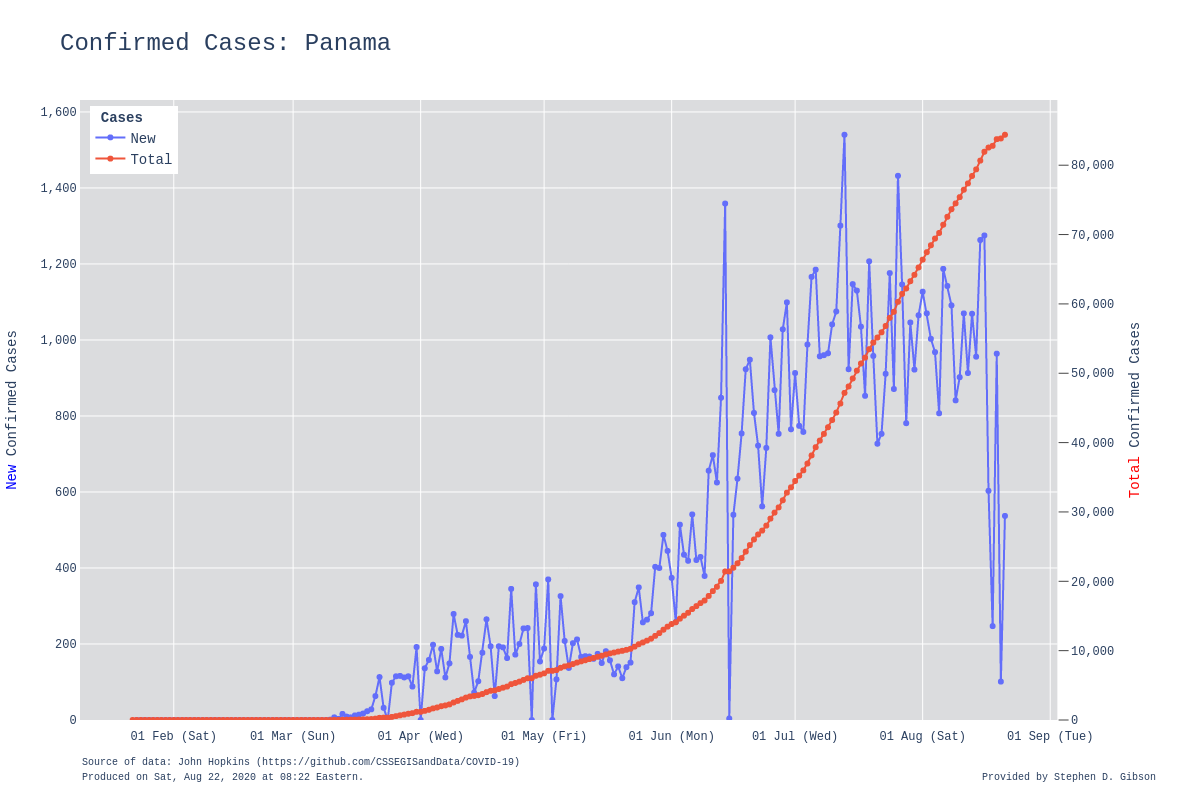 Confirmed Cases: Panama
Cases
New
Total
1,600
1,400
1,200
1,000
800
600
400
200
0
80,000
70,000
60,000
50,000
40,000
30,000
20,000
10,000
0
New Confirmed Cases
Total Confirmed Cases
01 Feb (Sat)
01 Mar (Sun)
01 Apr (Wed)
01 May (Fri)
01 Jun (Mon)
01 Jul (Wed)
01 Aug (Sat)
01 Sep (Tue)
Source of data: John Hopkins (https://github.com/CSSEGISandData/COVID-19)
Produced on Sat, Aug 22, 2020 at 08:22 Eastern.
Provided by Stephen D. Gibson